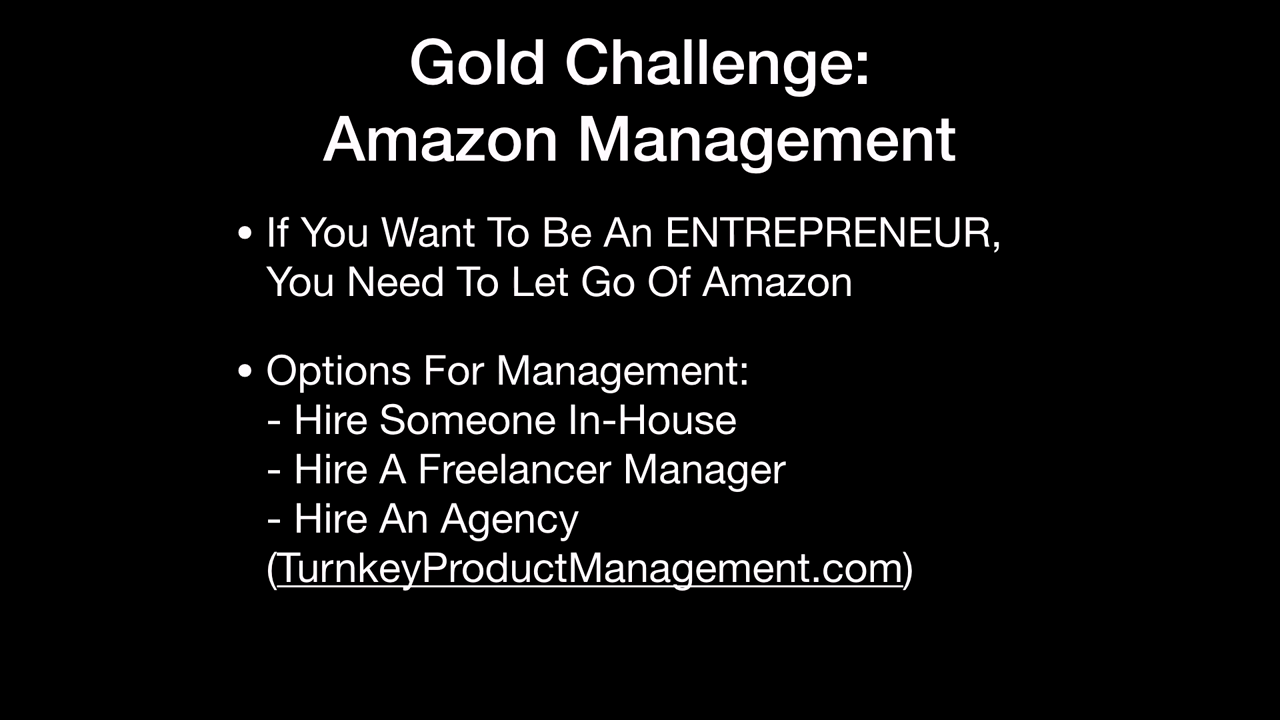 Gold Challenge:
Amazon Management
• If You Want To Be An ENTREPRENEUR,
You Need To Let Go Of Amazon
• Options For Management:
- Hire Someone In-House
- Hire A Freelancer Manager
- Hire An Agency
(TurnkeyProductManagement.com)